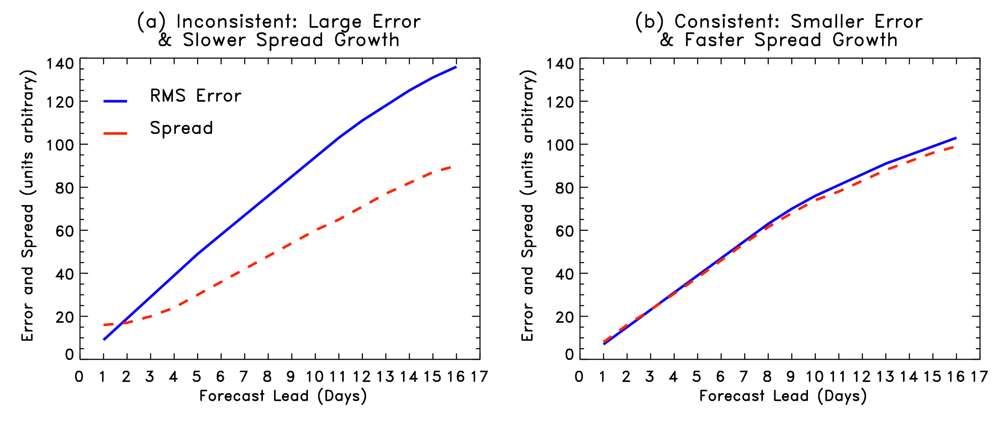 (a) Inconsistent: Large Error
& Slower Spread Growth
140
120
100
80
60
40
20
0
Error and Spread (units arbitrary)
RMS Error
Spread
0 1 2 3 4 5 6 7 8 9 10 11 12 13 14 15 16 17
Forecast Lead (Days)
(b) Consistent: Smaller Error
& Faster Spread Growth
140
120
100
80
60
40
20
0
Error and Spread (units arbitrary)
0 1 2 3 4 5 6 7 8 9 10 11 12 13 14 15 16 17
Forecast Lead (Days)